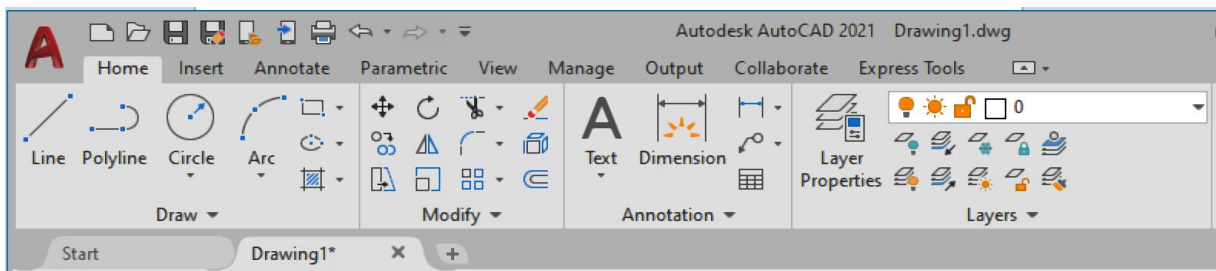 Autodesk AutoCAD 2021 Drawing1.dwg
Home Insert Annotate Parametric View Manage Output Collaborate Express Tools
0
Line Polyline Circle Arc Text Dimension Layer
Properties
Draw Modify Annotation Layers
Start Drawing1*